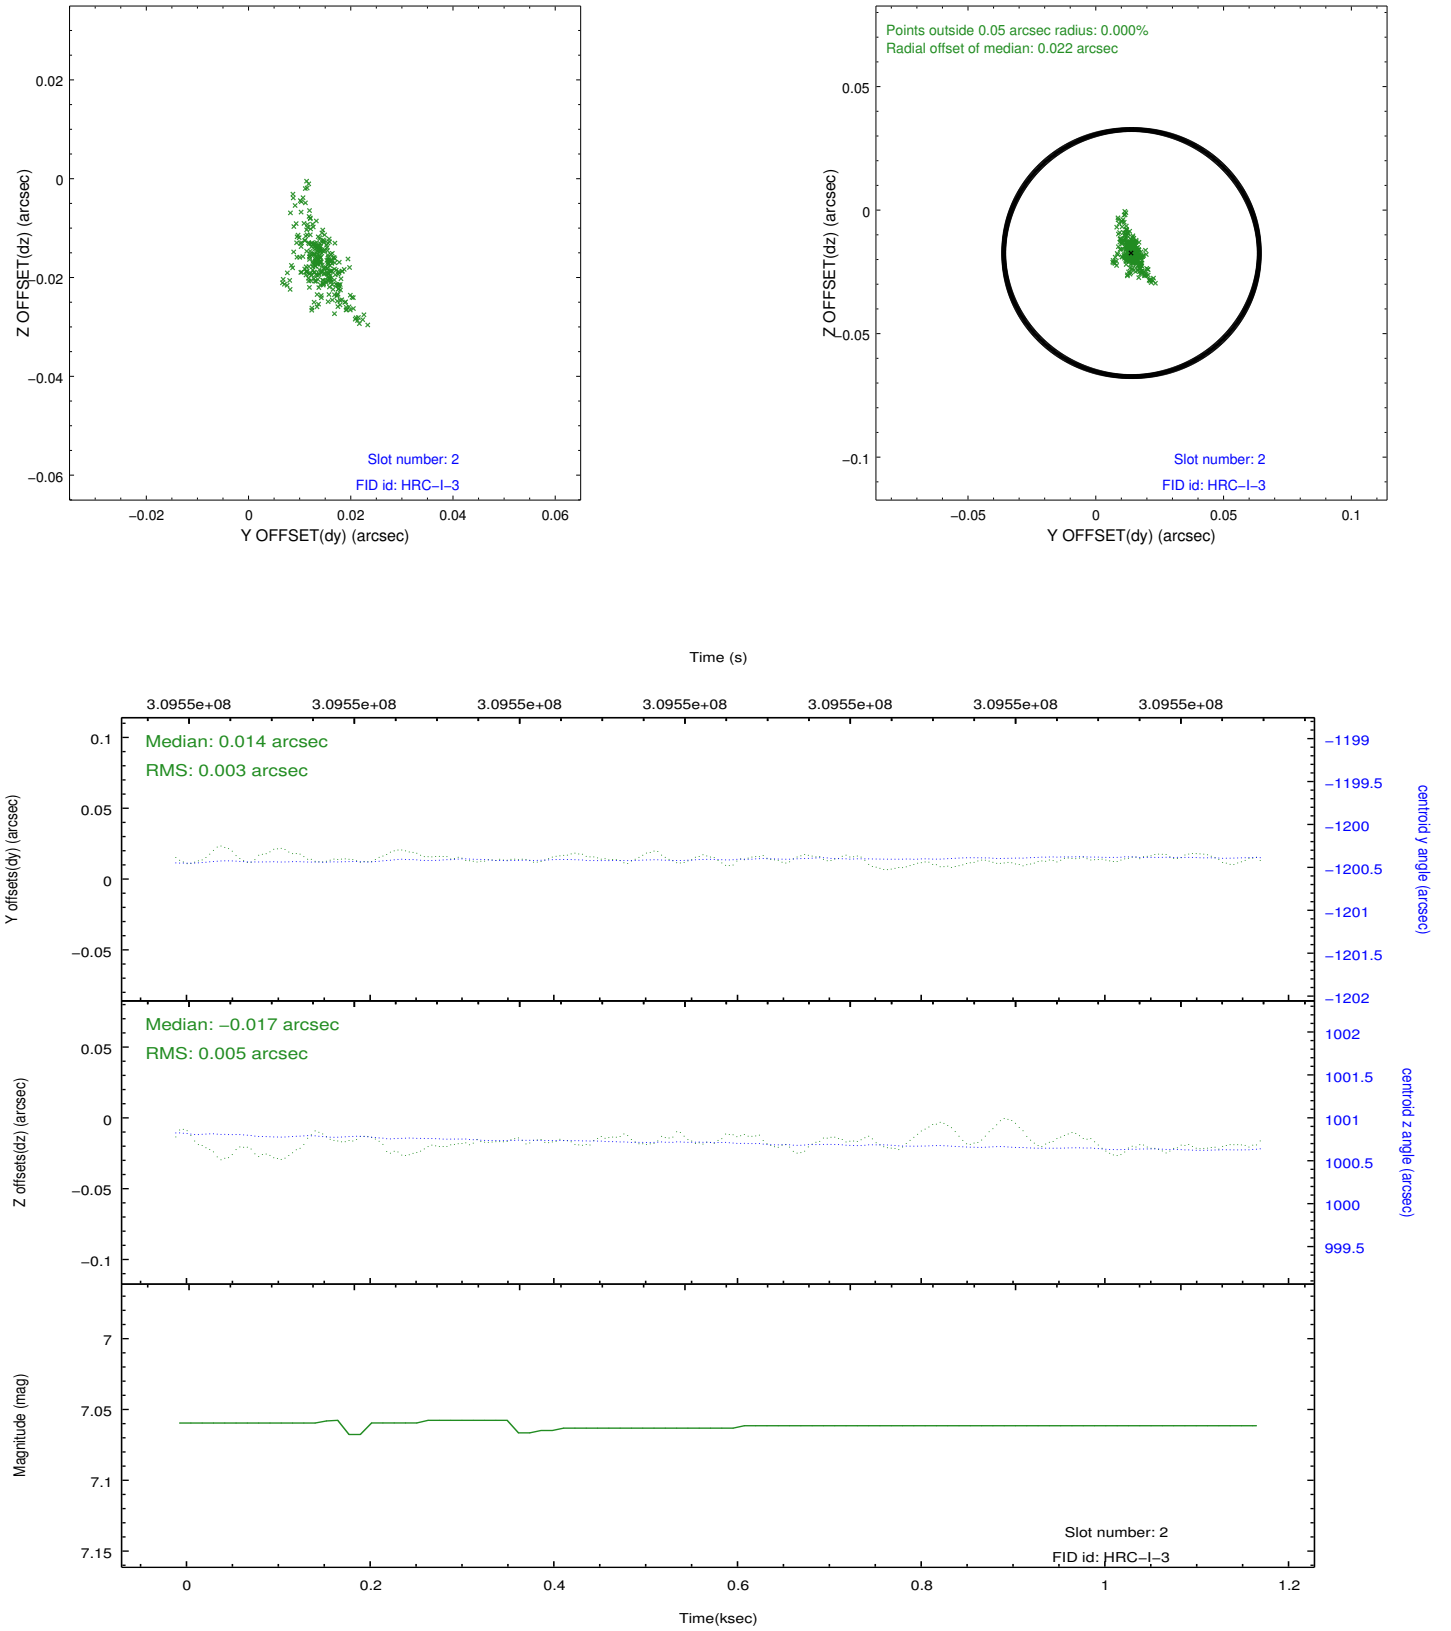 0.02
0
−0.02
−0.04
−0.06
Z OFFSET(dz) (arcsec)
Slot number: 2
FID id: HRC−I−3
−0.02
0
0.02
0.04
0.06
Y OFFSET(dy) (arcsec)
Points outside 0.05 arcsec radius: 0.000%
Radial offset of median: 0.022 arcsec
0.05
0
−0.05
−0.1
Z OFFSET(dz) (arcsec)
Slot number: 2
FID id: HRC−I−3
−0.05
0
0.05
0.1
Y OFFSET(dy) (arcsec)
Time (s)
3.0955e+08
3.0955e+08
3.0955e+08
3.0955e+08
3.0955e+08
3.0955e+08
3.0955e+08
Median: 0.014 arcsec
RMS: 0.003 arcsec
0.1
0.05
0
−0.05
Y offsets(dy) (arcsec)
−1199
−1199.5
−1200
−1200.5
−1201
−1201.5
−1202
centroid y angle (arcsec)
Median: −0.017 arcsec
RMS: 0.005 arcsec
0.05
0
−0.05
−0.1
Z offsets(dz) (arcsec)
1002
1001.5
1001
1000.5
1000
999.5
centroid z angle (arcsec)
7
7.05
7.1
7.15
Magnitude (mag)
Slot number: 2
FID id: HRC−I−3
0
0.2
0.4
0.6
0.8
1
1.2
Time(ksec)